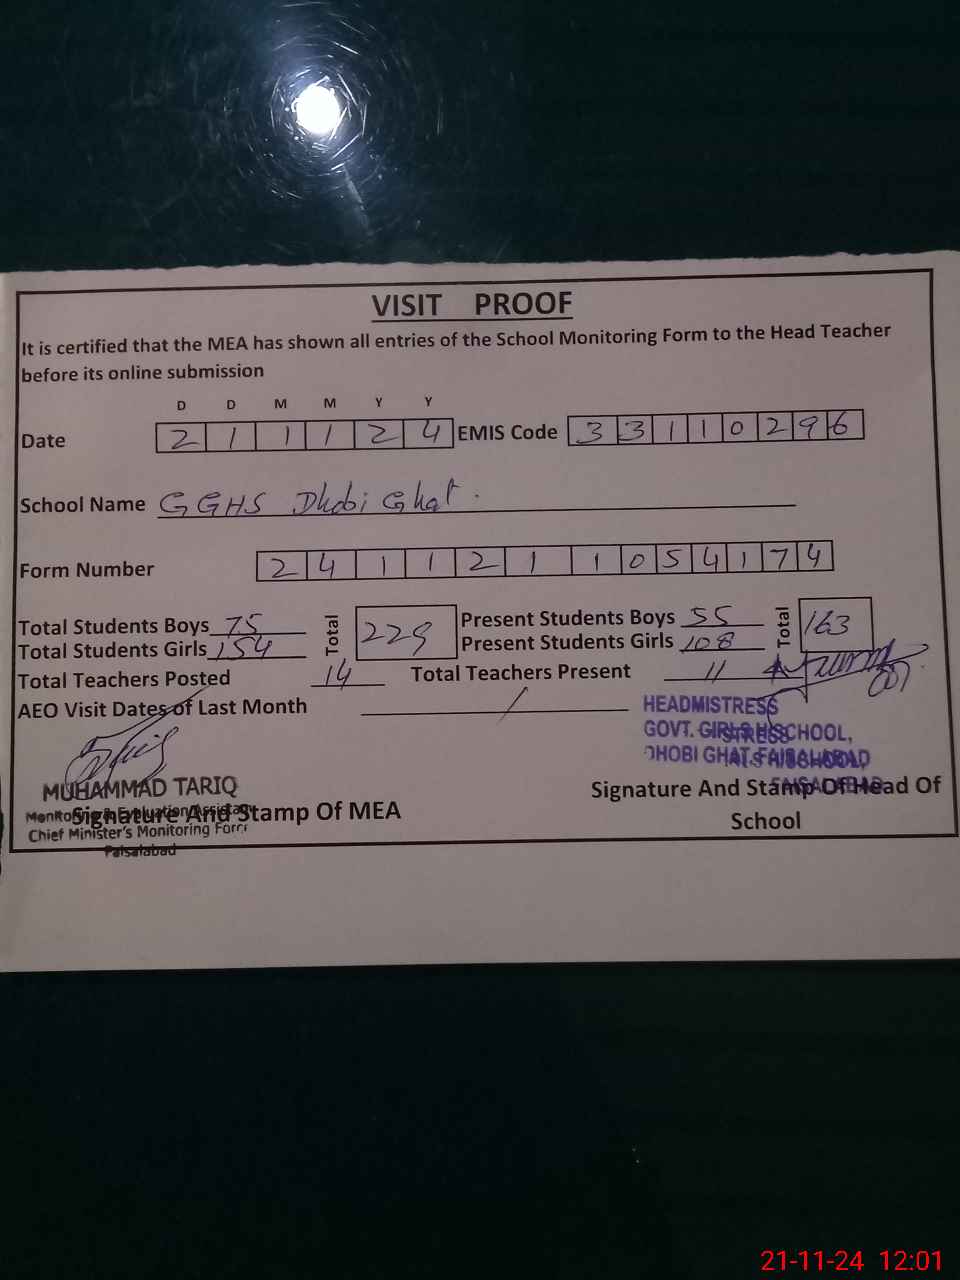 VISIT PROOF
It is certified that the MEA has shown all entries of the School Monitoring Form to the Head Teacher
before its online submission
D D M M Y Y
Date 2 1 1 1 2 4 EMIS Code 3 3 1 1 0 2 9 6
School Name GGHS Dhobi Ghat.
Form Number 2 4 1 1 2 1 1 0 5 4 1 7 4
Total Students Boys 75 Total 229 Present Students Boys 55 Total 163
Total Students Girls 154 Present Students Girls 108
Total Teachers Posted 14 Total Teachers Present 11
AEO Visit Dates of Last Month /
HEADMISTRESS
GOVT. GIRLS H/SCHOOL,
DHOBI GHAT FAISALABAD
MUHAMMAD TARIQ
Monitoring & Evaluation Assistant
Chief Minister's Monitoring Force
Faisalabad
Signature And Stamp Of MEA
Signature And Stamp Of Head Of
School
21-11-24 12:01